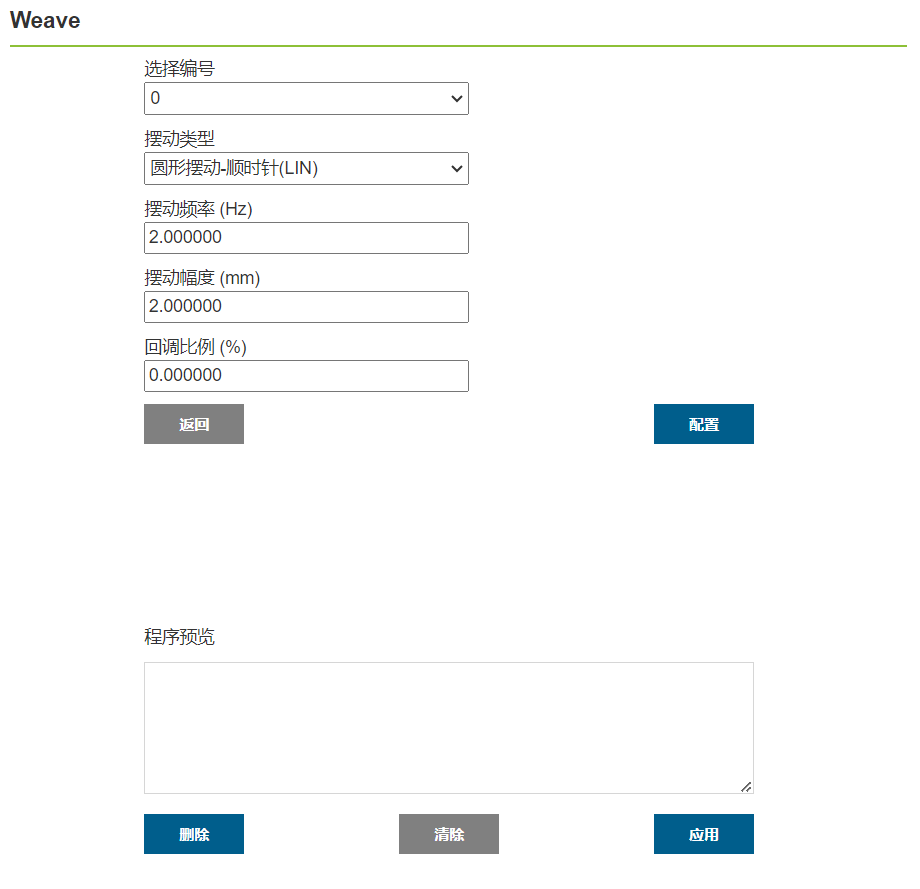 Weave
选择编号
0
摆动类型
圆形摆动-顺时针(LIN)
摆动频率 (Hz)
2.000000
摆动幅度 (mm)
2.000000
回调比例 (%)
0.000000
返回 配置
程序预览
删除 清除 应用